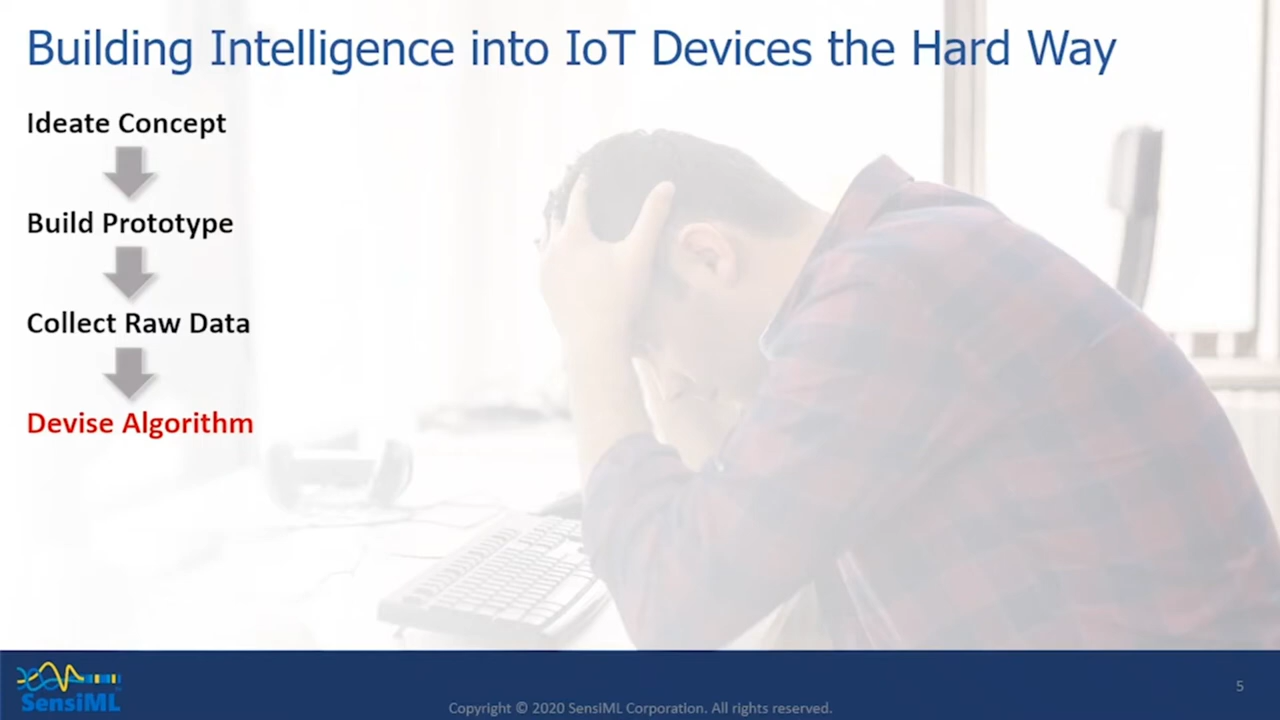 Building Intelligence into IoT Devices the Hard Way
Ideate Concept
Build Prototype
Collect Raw Data
Devise Algorithm
SensiML
Copyright © 2020 SensiML Corporation. All rights reserved.
5